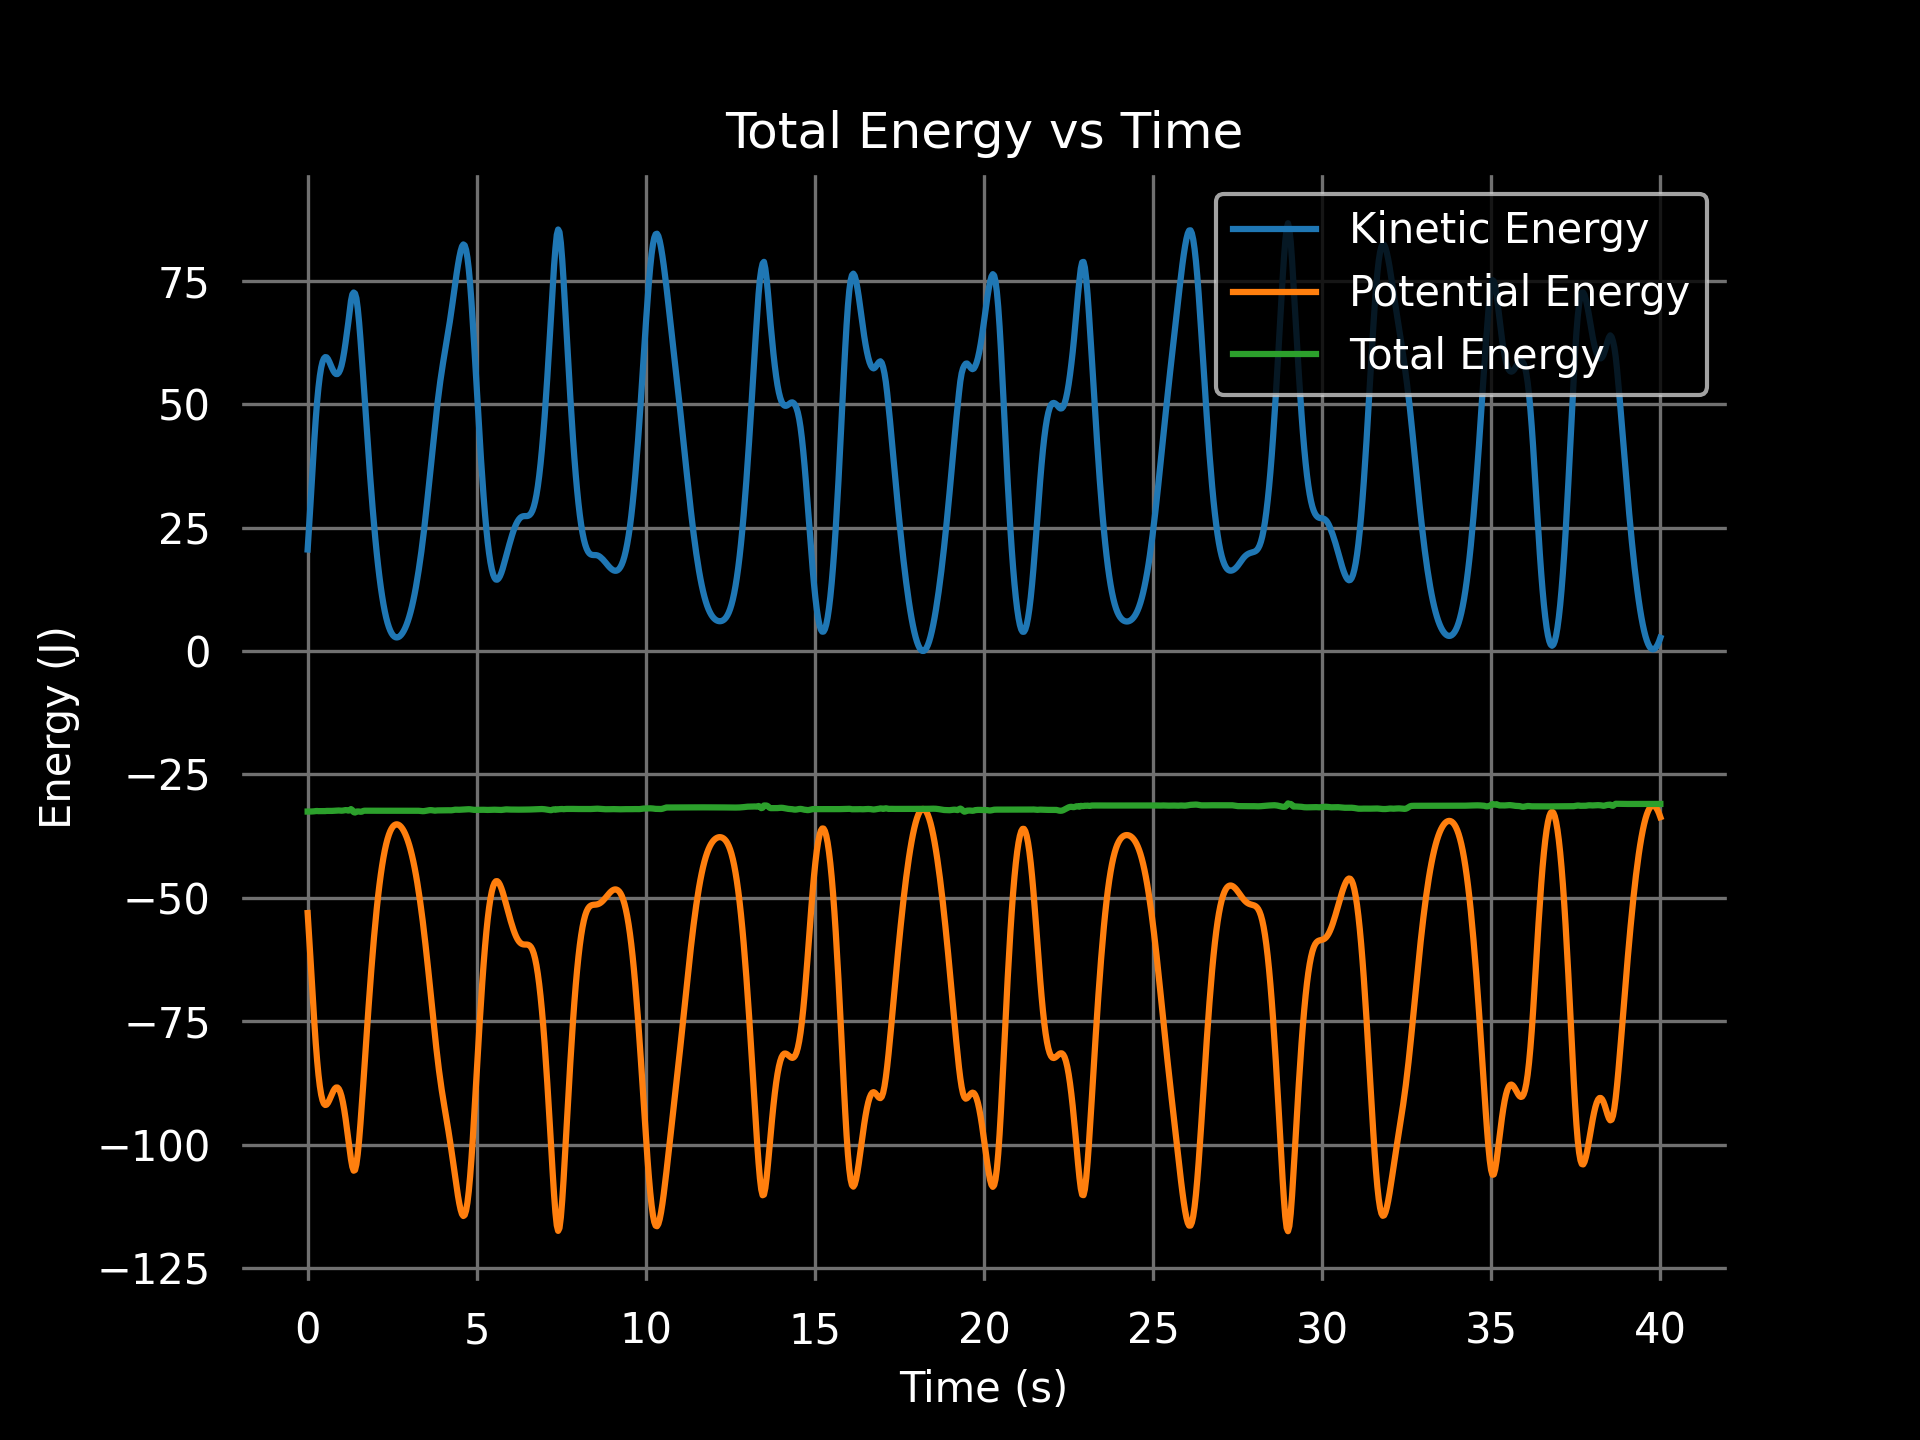 Total Energy vs Time
Kinetic Energy
Potential Energy
Total Energy
75
50
25
0
−25
−50
−75
−100
−125
Energy (J)
0 5 10 15 20 25 30 35 40
Time (s)